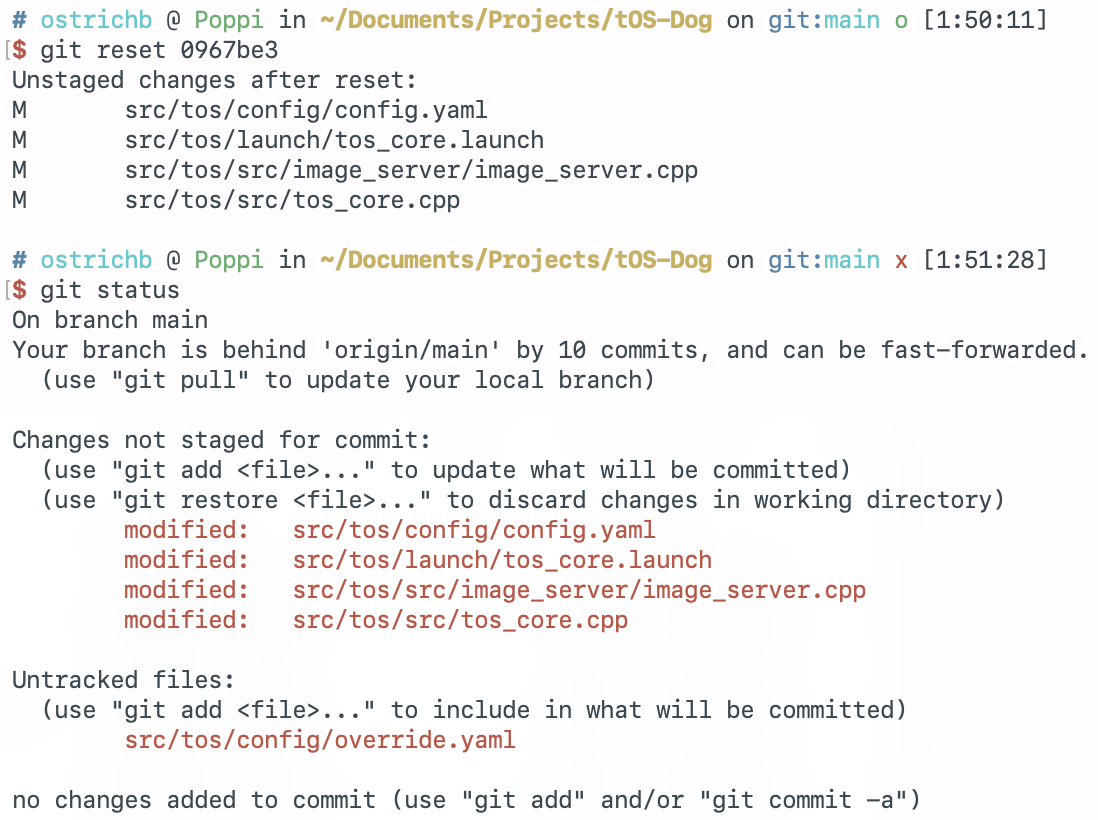 # ostrichb @ Poppi in ~/Documents/Projects/tOS-Dog on git:main o [1:50:11]
[$ git reset 0967be3
Unstaged changes after reset:
M       src/tos/config/config.yaml
M       src/tos/launch/tos_core.launch
M       src/tos/src/image_server/image_server.cpp
M       src/tos/src/tos_core.cpp

# ostrichb @ Poppi in ~/Documents/Projects/tOS-Dog on git:main x [1:51:28]
[$ git status
On branch main
Your branch is behind 'origin/main' by 10 commits, and can be fast-forwarded.
  (use "git pull" to update your local branch)

Changes not staged for commit:
  (use "git add <file>..." to update what will be committed)
  (use "git restore <file>..." to discard changes in working directory)
        modified:   src/tos/config/config.yaml
        modified:   src/tos/launch/tos_core.launch
        modified:   src/tos/src/image_server/image_server.cpp
        modified:   src/tos/src/tos_core.cpp

Untracked files:
  (use "git add <file>..." to include in what will be committed)
        src/tos/config/override.yaml

no changes added to commit (use "git add" and/or "git commit -a")